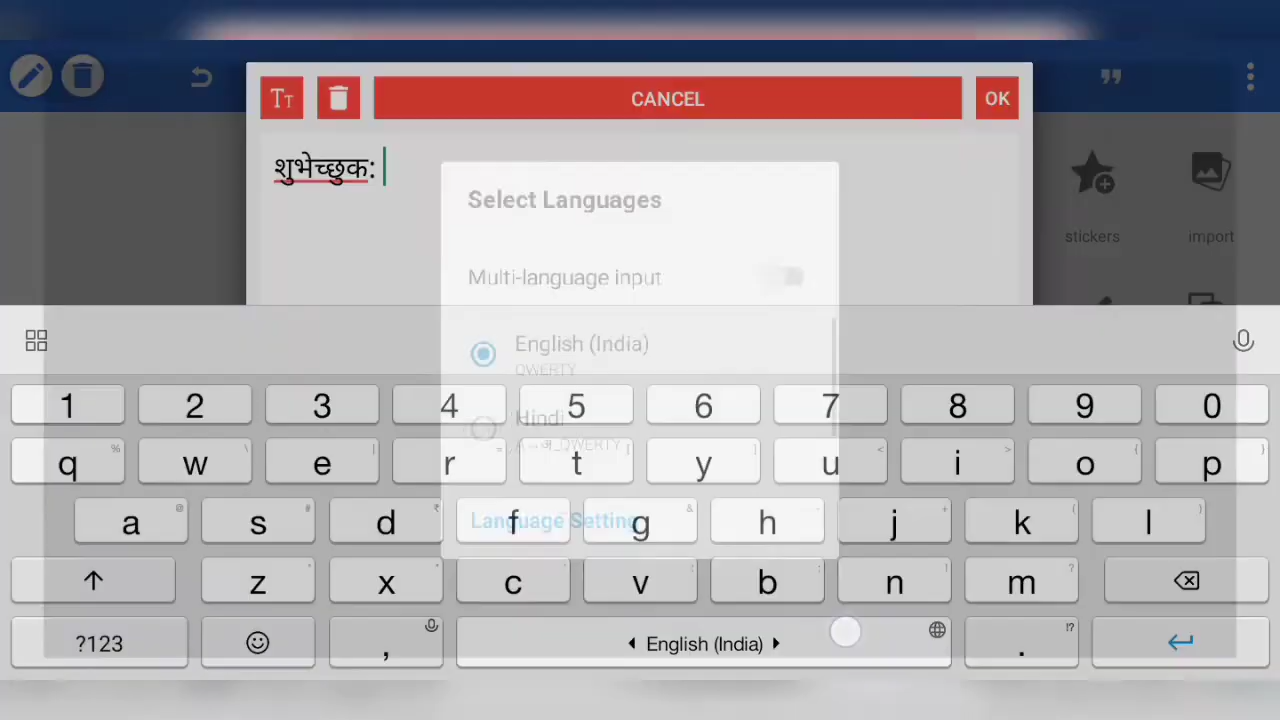 Tт
CANCEL
OK
शुभेच्छुक:
Select Languages
Multi-language input
English (India)
QWERTY
Hindi
Language Setting
stickers
import
1 2 3 4 5 6 7 8 9 0
q w e r t y u i o p
a s d f g h j k l
z x c v b n m
?123 , English (India) . !?